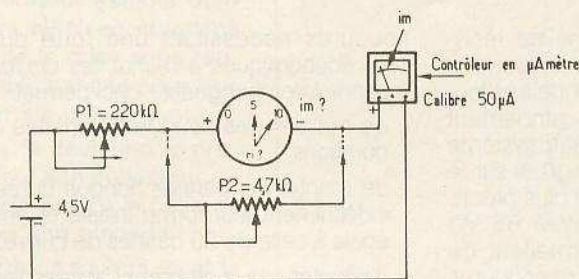 im
Contrôleur en µAmètre
Calibre 50µA
P1 = 220kΩ
0 5 10
im ?
+ -
+ -
P2 = 4,7kΩ
+
4,5V
-